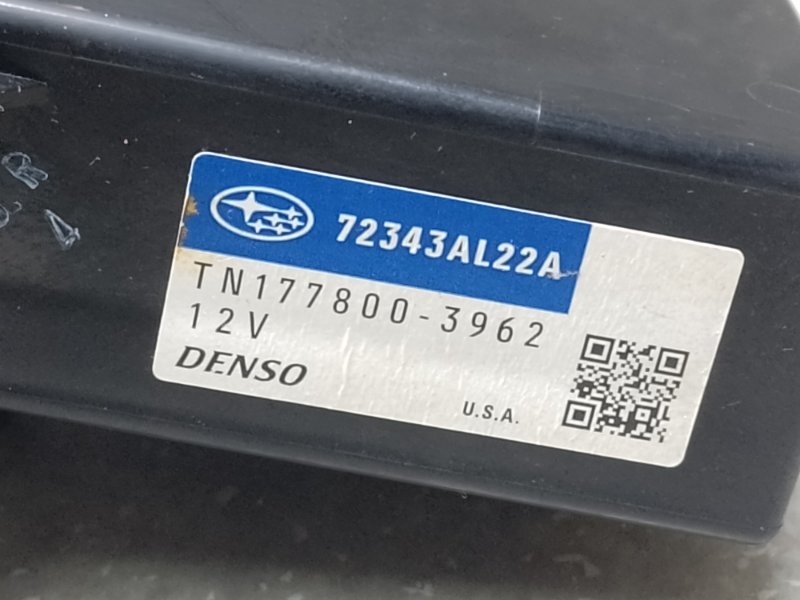 72343AL22A
TN177800-3962
12V
DENSO
U.S.A.